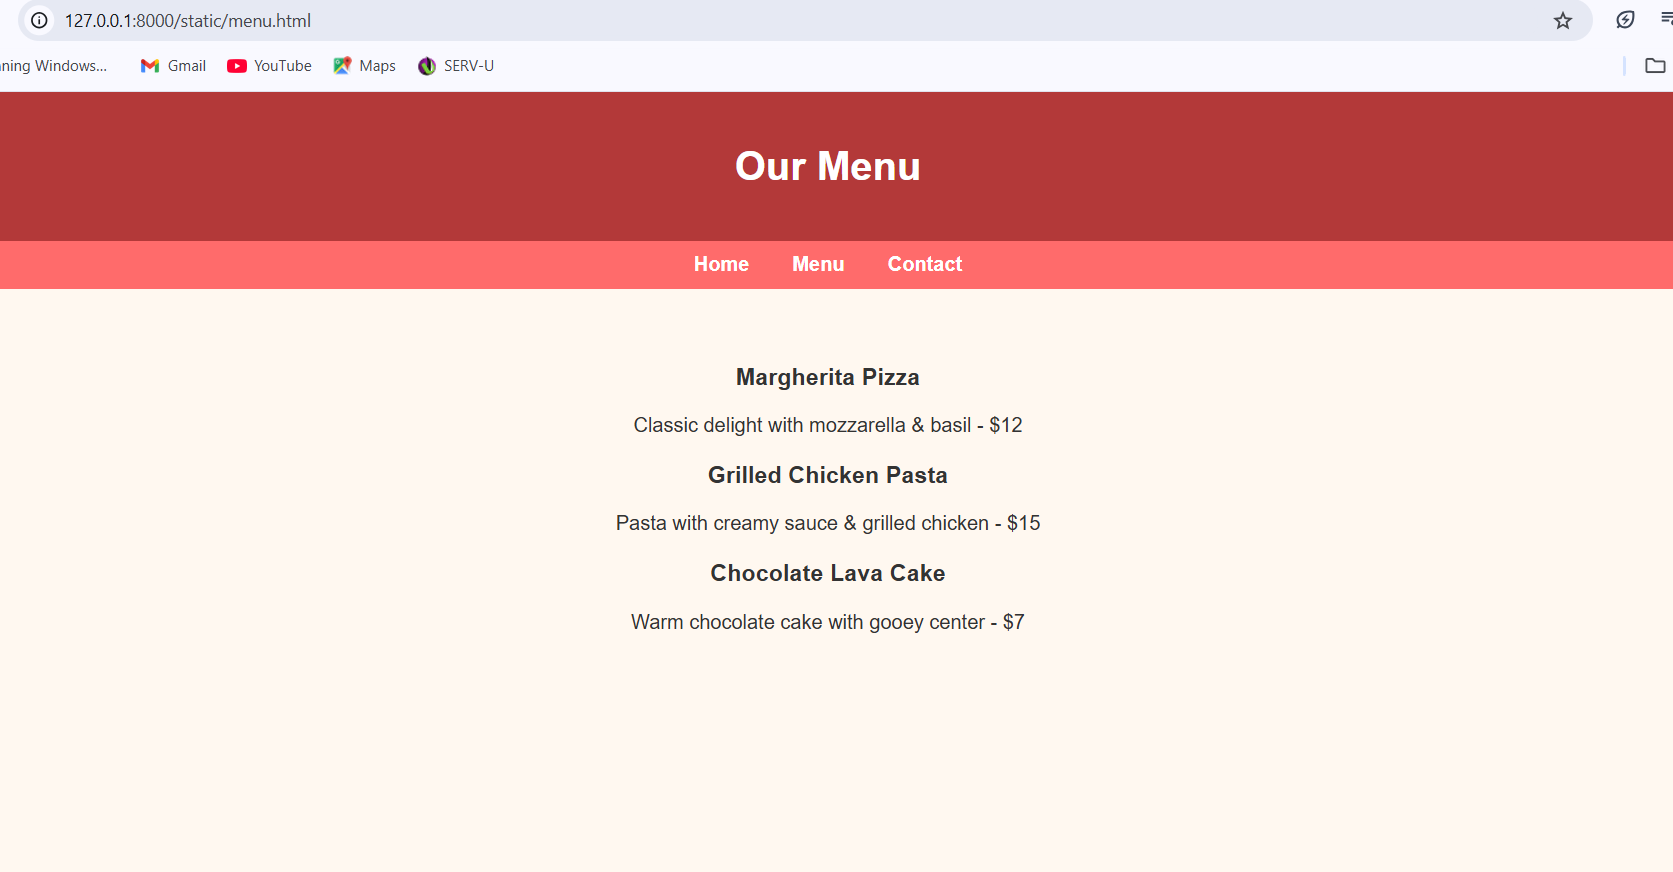 127.0.0.1:8000/static/menu.html
Windows... Gmail YouTube Maps SERV-U
Our Menu
Home Menu Contact
Margherita Pizza
Classic delight with mozzarella & basil - $12
Grilled Chicken Pasta
Pasta with creamy sauce & grilled chicken - $15
Chocolate Lava Cake
Warm chocolate cake with gooey center - $7